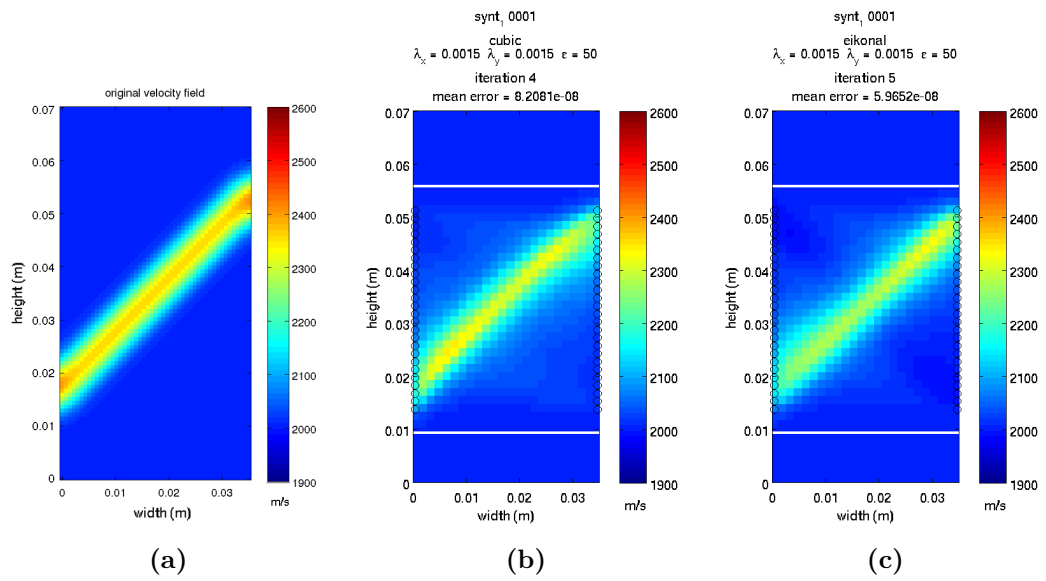 original velocity field
0.07
0.06
0.05
0.04
0.03
0.02
0.01
0
height (m)
0 0.01 0.02 0.03
width (m)
2600
2500
2400
2300
2200
2100
2000
1900
m/s
(a)
synt₁ 0001
cubic
λₓ = 0.0015 λᵧ = 0.0015 ε = 50
iteration 4
mean error = 8.2081e-08
0.07
0.06
0.05
0.04
0.03
0.02
0.01
0
height (m)
0 0.01 0.02 0.03
width (m)
2600
2500
2400
2300
2200
2100
2000
1900
m/s
(b)
synt₁ 0001
eikonal
λₓ = 0.0015 λᵧ = 0.0015 ε = 50
iteration 5
mean error = 5.9652e-08
0.07
0.06
0.05
0.04
0.03
0.02
0.01
0
height (m)
0 0.01 0.02 0.03
width (m)
2600
2500
2400
2300
2200
2100
2000
1900
m/s
(c)